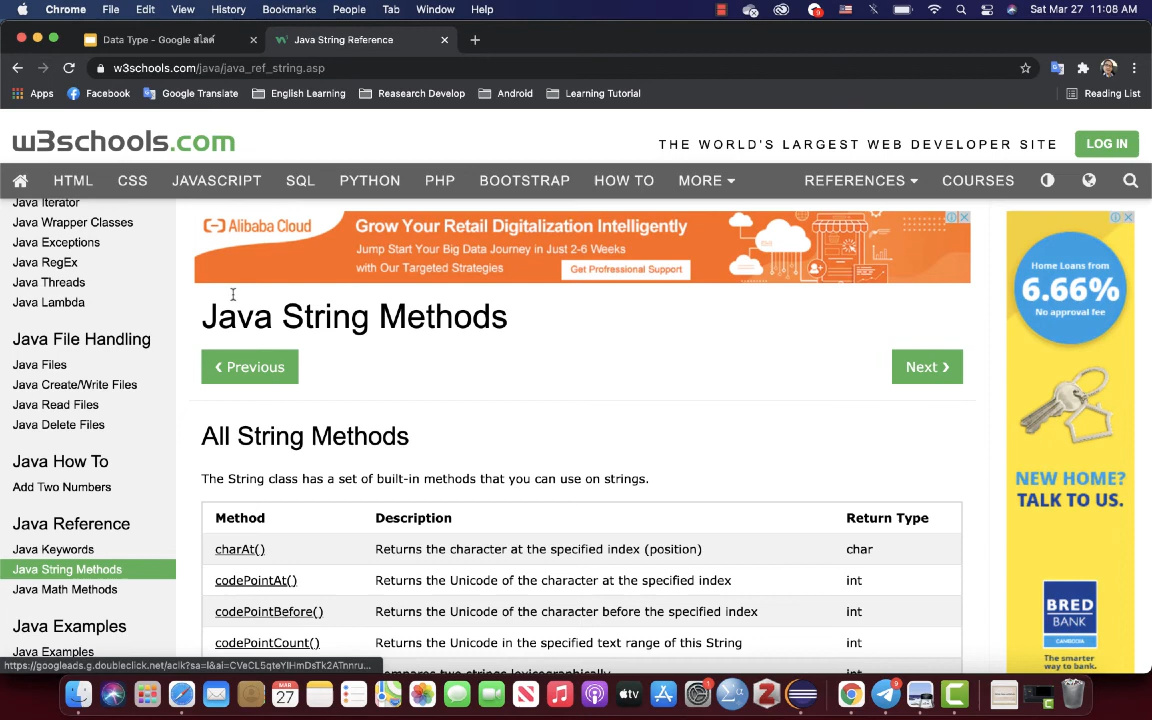 Chrome File Edit View History Bookmarks People Tab Window Help Sat Mar 27 11:08 AM
Data Type - Google สไลด์ Java String Reference
w3schools.com/java/java_ref_string.asp
Apps Facebook Google Translate English Learning Reasearch Develop Android Learning Tutorial Reading List
w3schools.com THE WORLD'S LARGEST WEB DEVELOPER SITE LOG IN
HTML CSS JAVASCRIPT SQL PYTHON PHP BOOTSTRAP HOW TO MORE REFERENCES COURSES
Java Iterator
Java Wrapper Classes
Java Exceptions
Java RegEx
Java Threads
Java Lambda
Java File Handling
Java Files
Java Create/Write Files
Java Read Files
Java Delete Files
Java How To
Add Two Numbers
Java Reference
Java Keywords
Java String Methods
Java Math Methods
Java Examples
Java Examples
Alibaba Cloud
Grow Your Retail Digitalization Intelligently
Jump Start Your Big Data Journey in Just 2-6 Weeks
with Our Targeted Strategies
Get Professional Support
Java String Methods
❮ Previous Next ❯
All String Methods
The String class has a set of built-in methods that you can use on strings.
Method Description Return Type
charAt() Returns the character at the specified index (position) char
codePointAt() Returns the Unicode of the character at the specified index int
codePointBefore() Returns the Unicode of the character before the specified index int
codePointCount() Returns the Unicode in the specified text range of this String int
Home Loans from
6.66%
No approval fee
NEW HOME?
TALK TO US.
BRED
BANK
CAMBODIA
The smarter
way to bank.
MAR
27
tv